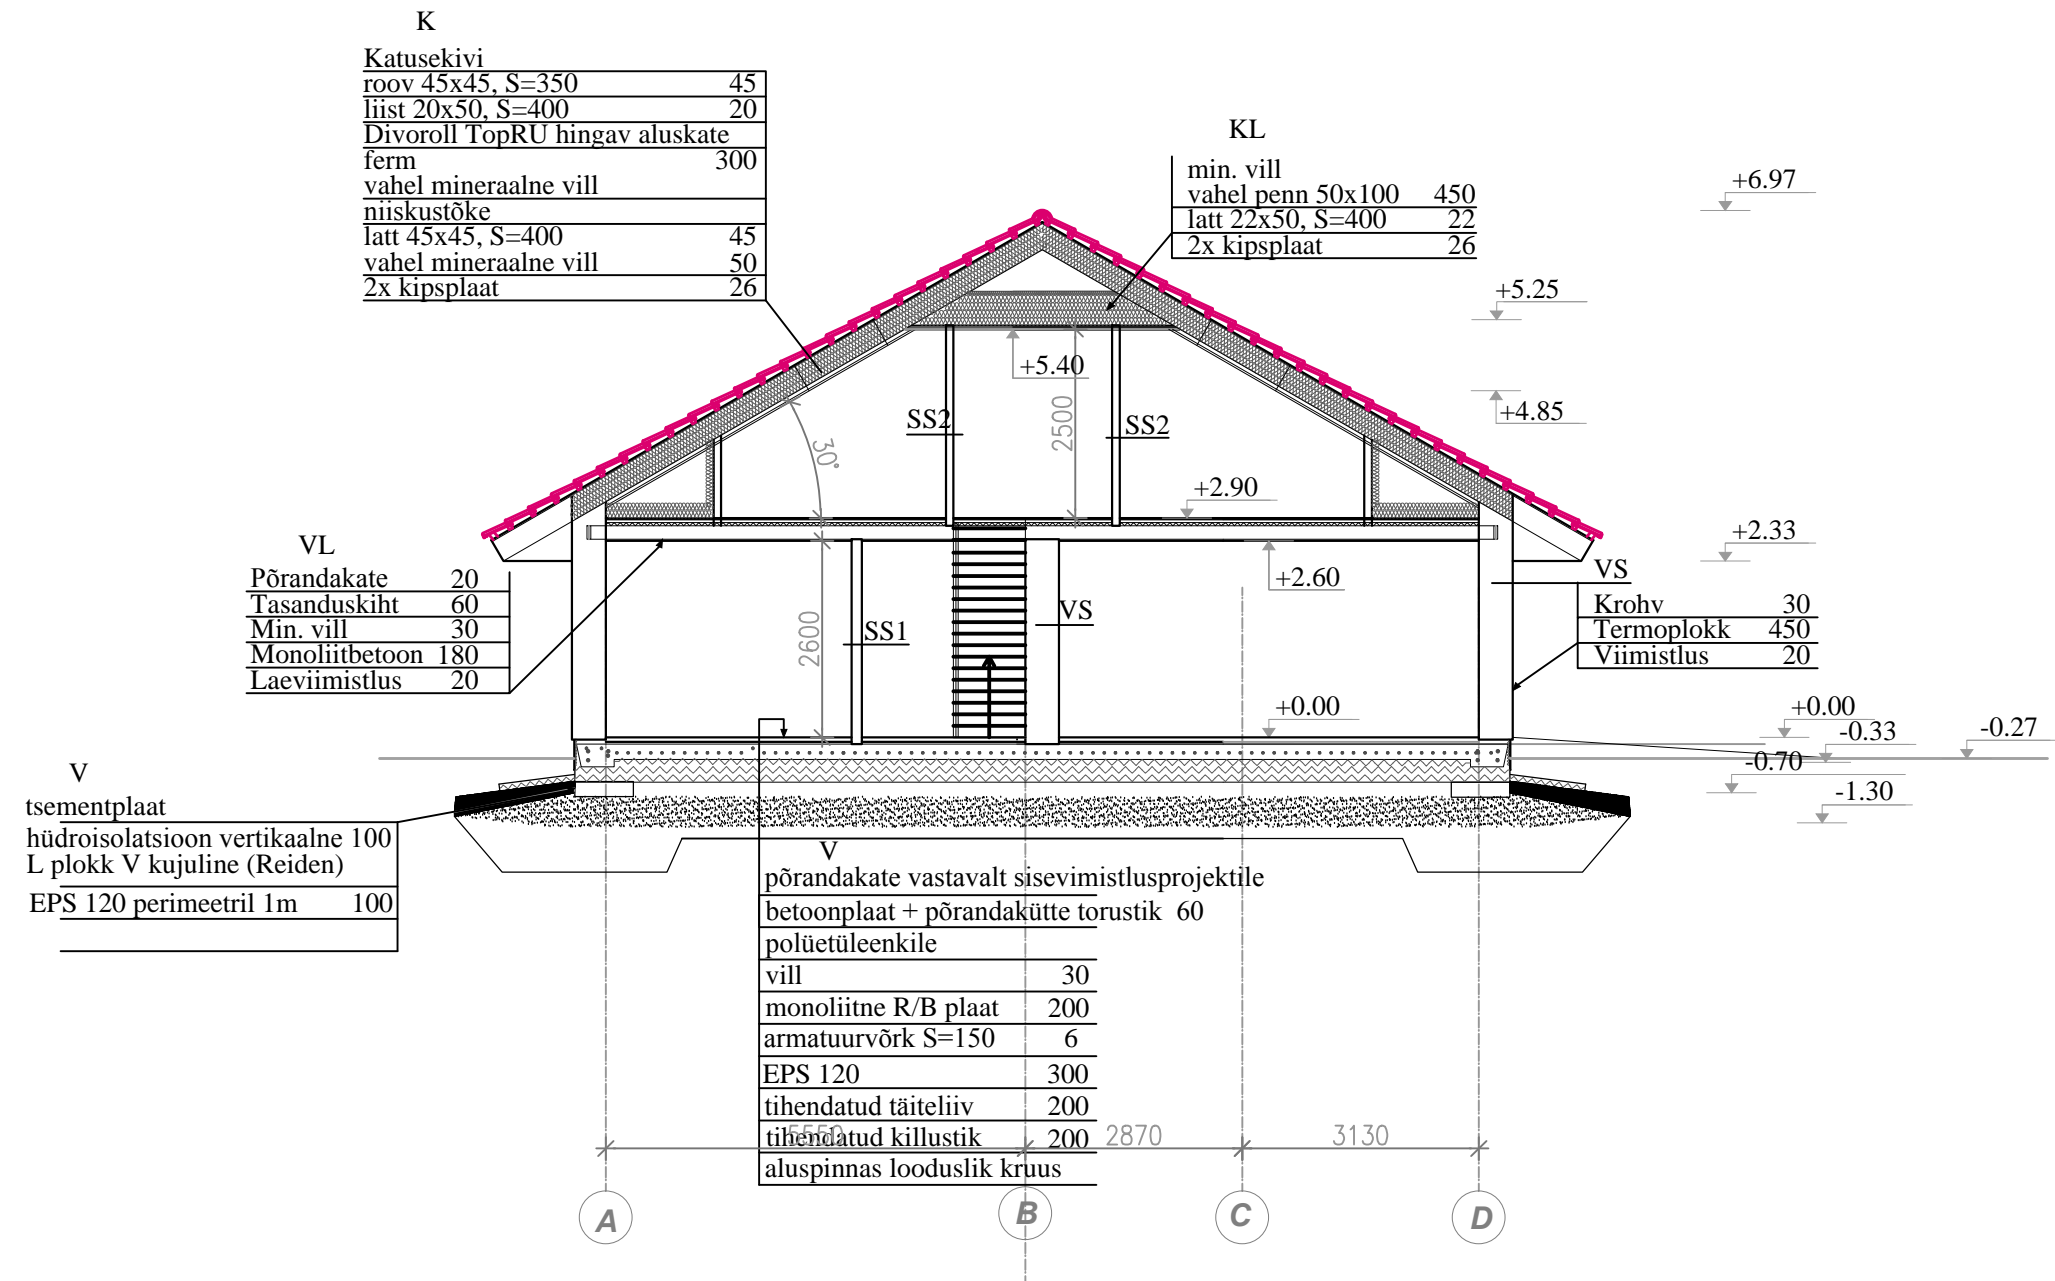 K
Katusekivi
roov 45x45, S=350 45
liist 20x50, S=400 20
Divoroll TopRU hingav aluskate
ferm 300
vahel mineraalne vill
niiskustõke
latt 45x45, S=400 45
vahel mineraalne vill 50
2x kipsplaat 26
KL
min. vill
vahel penn 50x100 450
latt 22x50, S=400 22
2x kipsplaat 26
+6.97
+5.25
+5.40
+4.85
SS2
2500
SS2
30°
+2.90
+2.33
VL
Põrandakate 20
Tasanduskiht 60
Min. vill 30
Monoliitbetoon 180
Laeviimistlus 20
+2.60
2600
SS1
VS
VS
Krohv 30
Termoplokk 450
Viimistlus 20
+0.00
+0.00
-0.33
-0.27
-0.70
-1.30
V
tsementplaat
hüdroisolatsioon vertikaalne 100
L plokk V kujuline (Reiden)
EPS 120 perimeetril 1m 100
V
põrandakate vastavalt sisevimistlusprojektile
betoonplaat + põrandakütte torustik 60
polüetüleenkile
vill 30
monoliitne R/B plaat 200
armatuurvõrk S=150 6
EPS 120 300
tihendatud täiteliiv 200
tihendatud killustik 200
aluspinnas looduslik kruus
5550
2870
3130
A
B
C
D